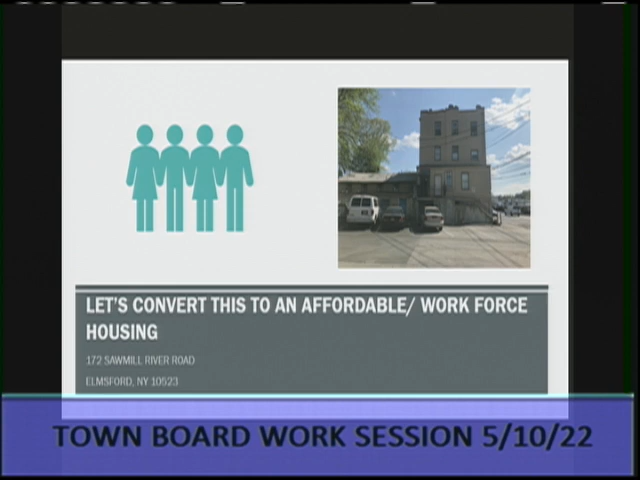 LET'S CONVERT THIS TO AN AFFORDABLE/ WORK FORCE
HOUSING
172 SAWMILL RIVER ROAD
ELMSFORD, NY 10523
TOWN BOARD WORK SESSION 5/10/22